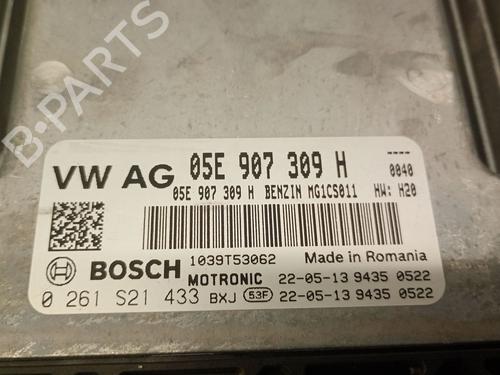 B-PARTS
VW AG 05E 907 309 H ----
0040
05E 907 309 H BENZIN MG1CS011 HW: H20
1039T53062 Made in Romania
BOSCH MOTRONIC 22-05-13 9435 0522
0 261 S21 433 BXJ 53F 22-05-13 9435 0522